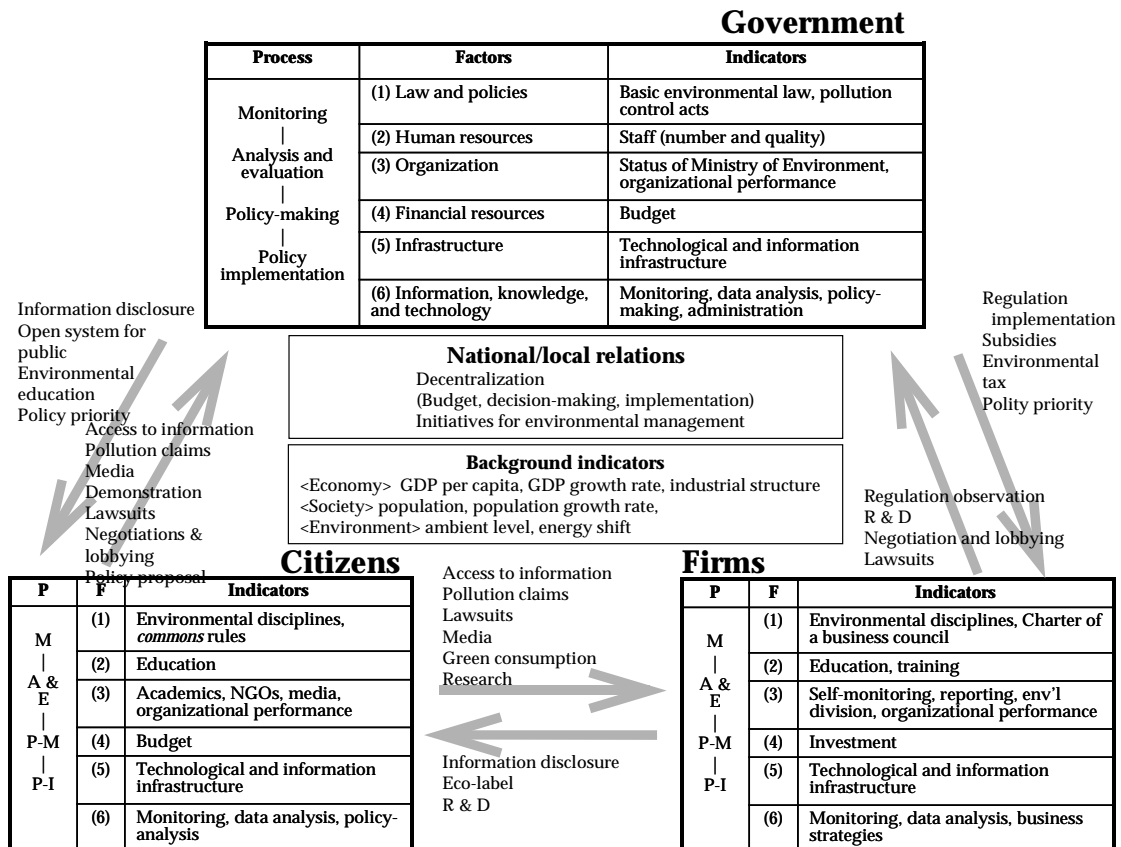 Government
Process Factors Indicators
Monitoring
|
Analysis and
evaluation
|
Policy-making
|
Policy
implementation
(1) Law and policies
Basic environmental law, pollution
control acts
(2) Human resources
Staff (number and quality)
(3) Organization
Status of Ministry of Environment,
organizational performance
(4) Financial resources
Budget
(5) Infrastructure
Technological and information
infrastructure
(6) Information, knowledge,
and technology
Monitoring, data analysis, policy-
making, administration
Information disclosure
Open system for
public
Environmental
education
Policy priority
Access to information
Pollution claims
Media
Demonstration
Lawsuits
Negotiations &
lobbying
Policy proposal
National/local relations
Decentralization
(Budget, decision-making, implementation)
Initiatives for environmental management
Background indicators
<Economy> GDP per capita, GDP growth rate, industrial structure
<Society> population, population growth rate,
<Environment> ambient level, energy shift
Regulation
implementation
Subsidies
Environmental
tax
Polity priority
Regulation observation
R & D
Negotiation and lobbying
Lawsuits
Citizens
P F Indicators
M
|
A &
E
|
P-M
|
P-I
(1) Environmental disciplines,
commons rules
(2) Education
(3) Academics, NGOs, media,
organizational performance
(4) Budget
(5) Technological and information
infrastructure
(6) Monitoring, data analysis, policy-
analysis
Access to information
Pollution claims
Lawsuits
Media
Green consumption
Research
Information disclosure
Eco-label
R & D
Firms
P F Indicators
M
|
A &
E
|
P-M
|
P-I
(1) Environmental disciplines, Charter of
a business council
(2) Education, training
(3) Self-monitoring, reporting, env'l
division, organizational performance
(4) Investment
(5) Technological and information
infrastructure
(6) Monitoring, data analysis, business
strategies